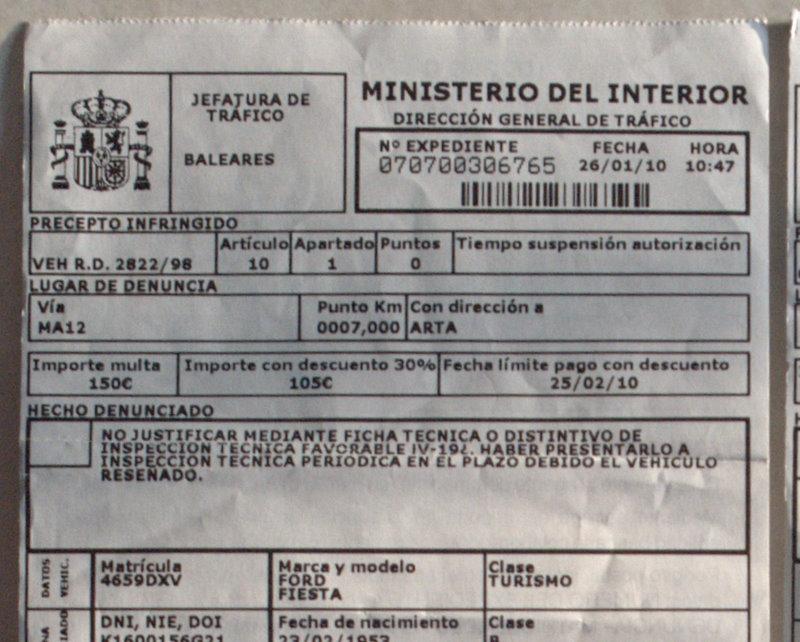 JEFATURA DE
TRÁFICO
BALEARES
MINISTERIO DEL INTERIOR
DIRECCIÓN GENERAL DE TRÁFICO
Nº EXPEDIENTE FECHA HORA
070700306765 26/01/10 10:47
PRECEPTO INFRINGIDO
Artículo Apartado Puntos Tiempo suspensión autorización
VEH R.D. 2822/98 10 1 0
LUGAR DE DENUNCIA
Vía Punto Km Con dirección a
MA12 0007,000 ARTA
Importe multa Importe con descuento 30% Fecha límite pago con descuento
150€ 105€ 25/02/10
HECHO DENUNCIADO
NO JUSTIFICAR MEDIANTE FICHA TECNICA O DISTINTIVO DE
INSPECCION TECNICA FAVORABLE IV-192. HABER PRESENTARLO A
INSPECCION TECNICA PERIODICA EN EL PLAZO DEBIDO EL VEHICULO
RESEÑADO.
DATOS
VEHIC.
Matrícula Marca y modelo Clase
4659DXV FORD TURISMO
FIESTA
DNI, NIE, DOI Fecha de nacimiento Clase
K1600156G21 23/02/1953 B